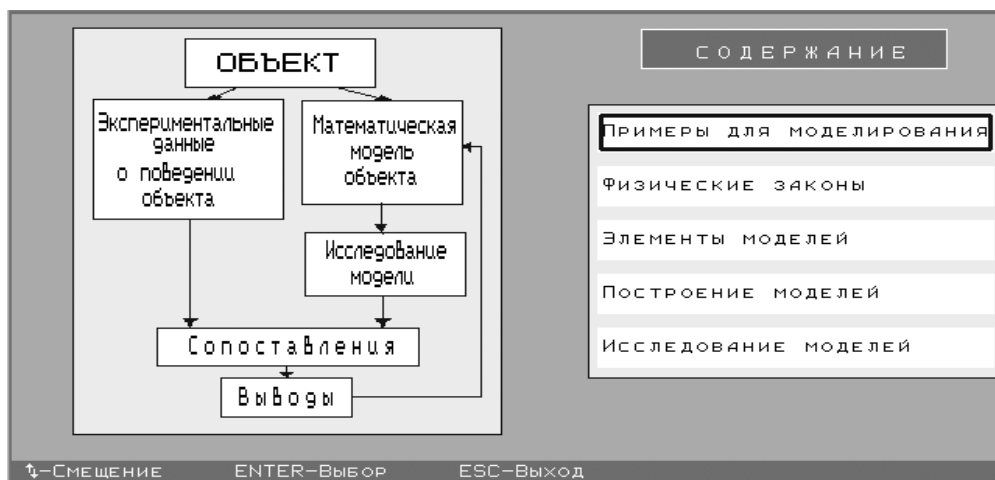 ОБЪЕКТ
Экспериментальные
данные
о поведении
объекта
Математическая
модель
объекта
Исследование
модели
Сопоставления
Выводы
СОДЕРЖАНИЕ
Примеры для моделирования
Физические законы
Элементы моделей
Построение моделей
Исследование моделей
↑↓-Смещение ENTER-Выбор ESC-Выход